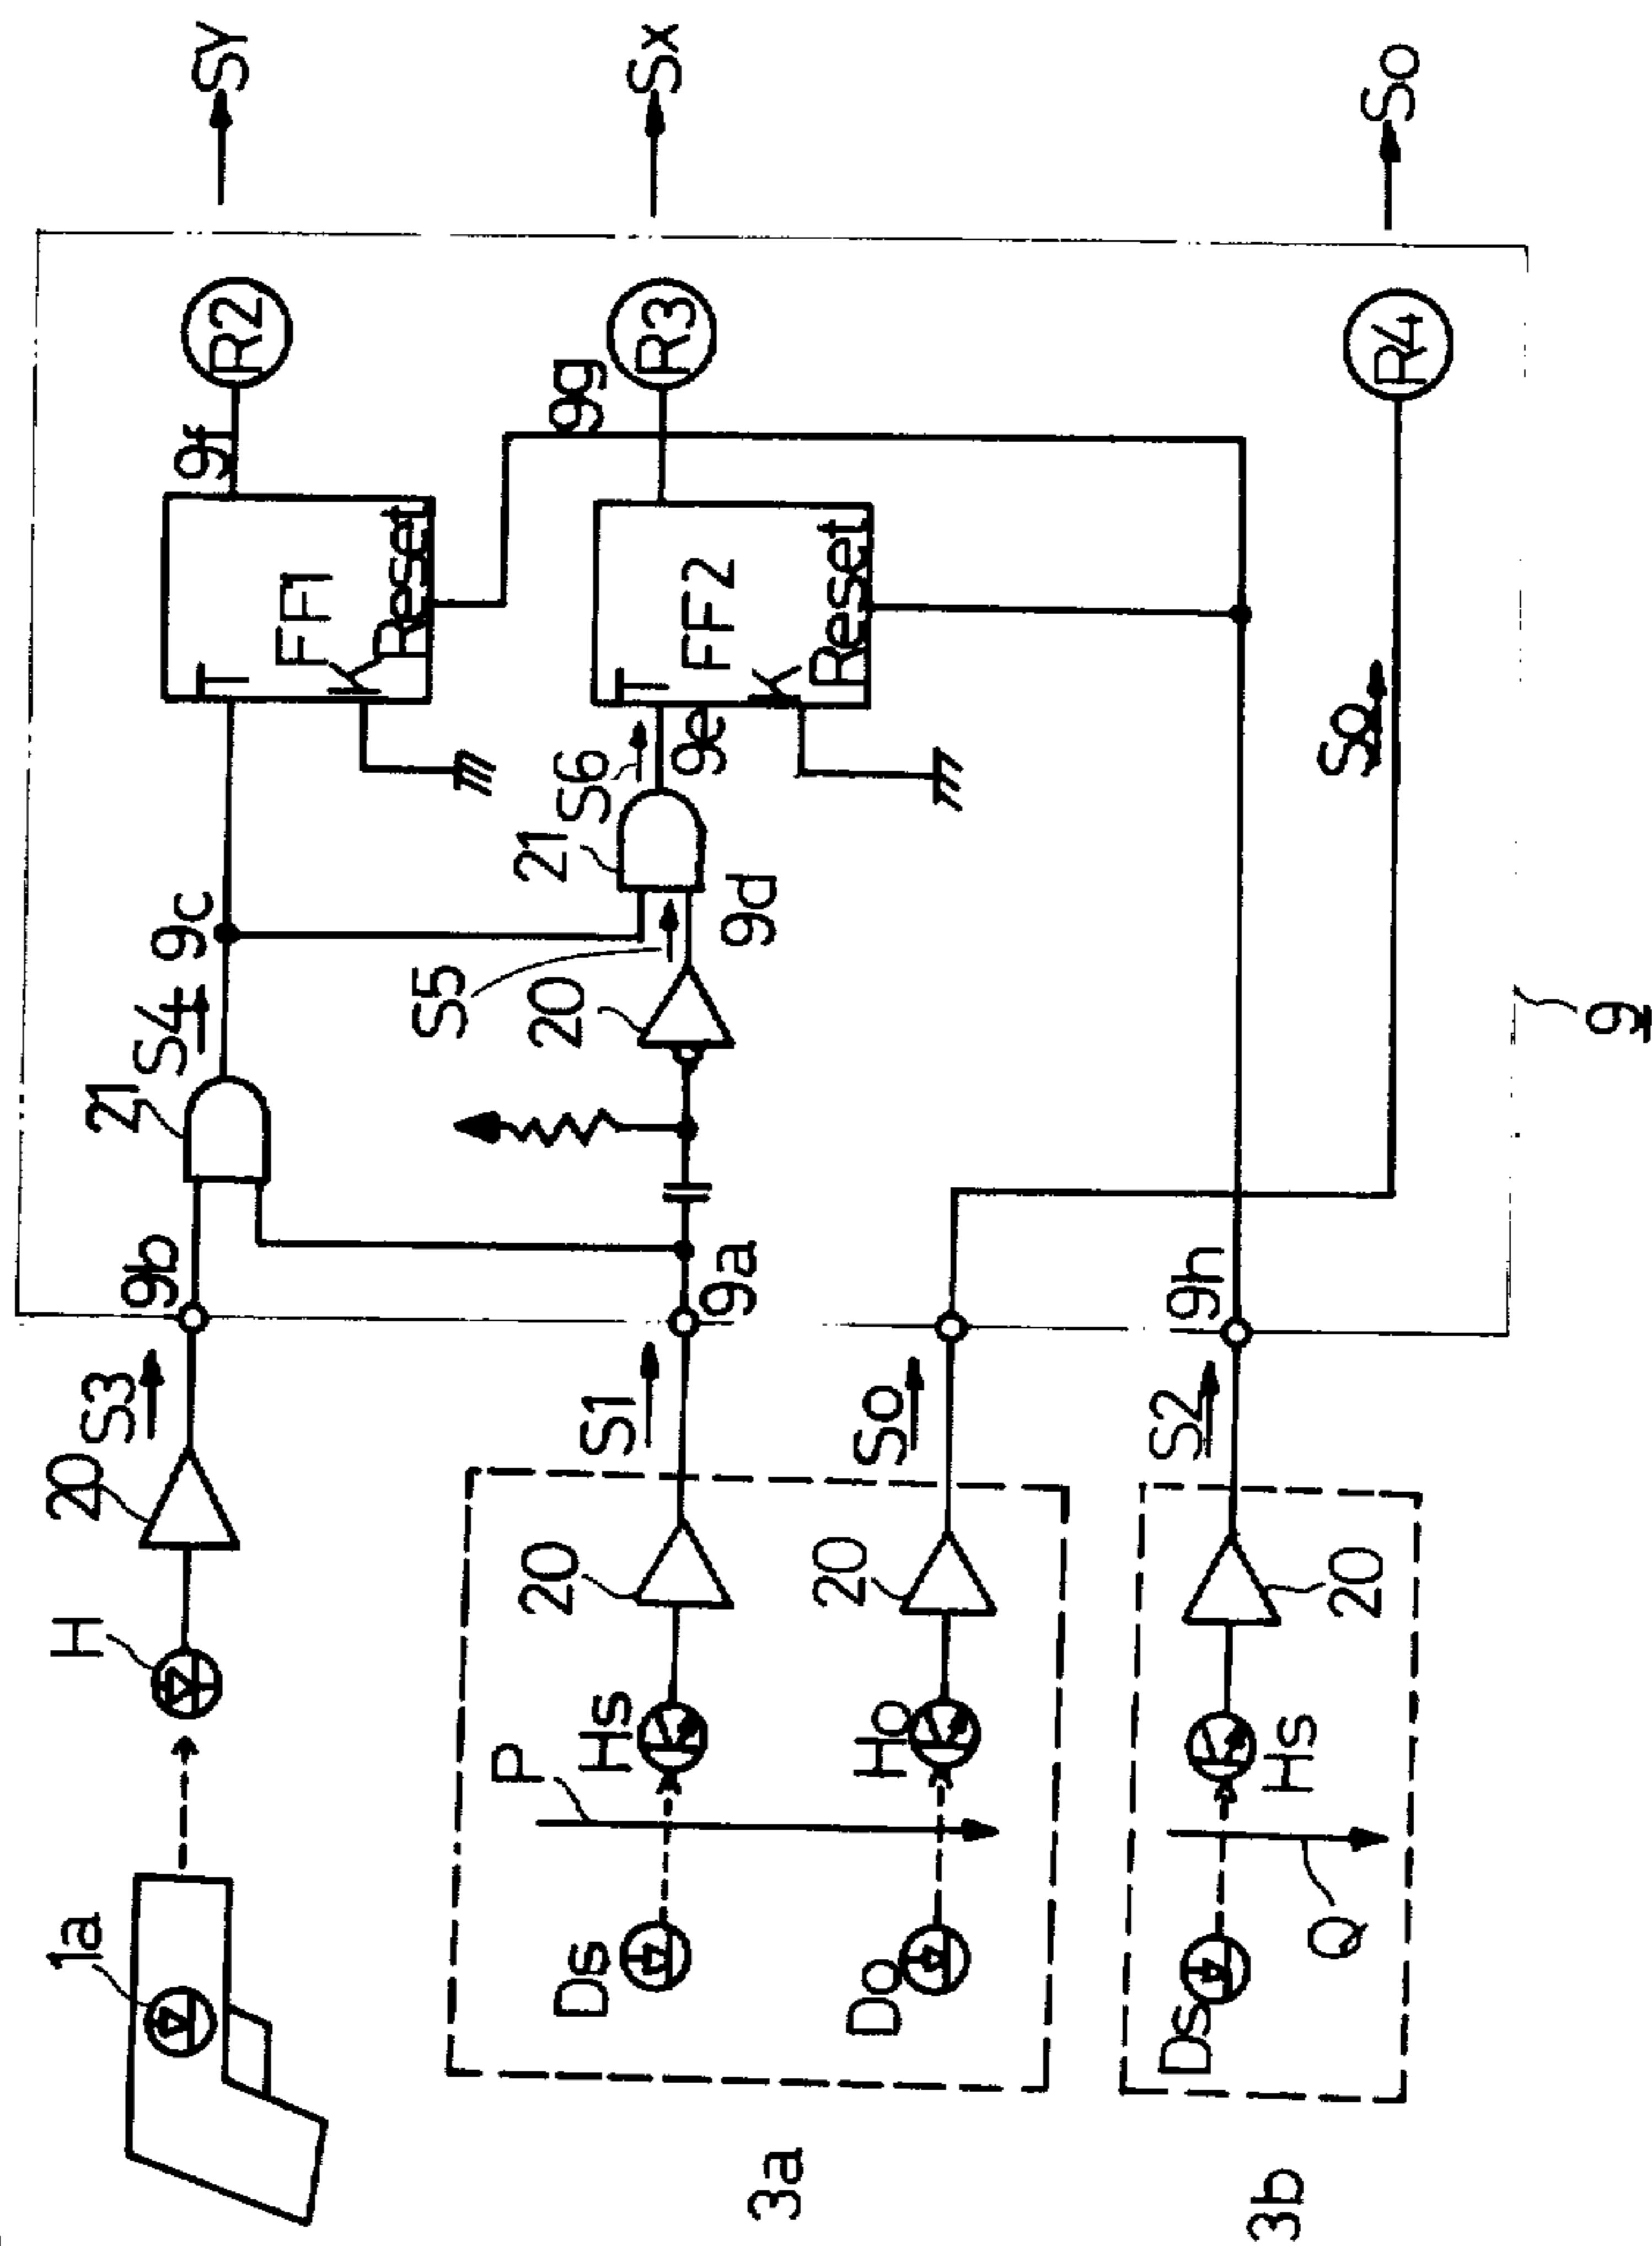 1a
H
20
S3
9b
21
S4
9c
T
FF1
K
Reset
9f
R2
SY
Ds
P
Hs
20
S1
9a
S5
20
9d
21
S6
9e
T
FF2
K
Reset
9g
R3
Sx
Do
Ho
20
So
So
R4
So
3a
Ds
Q
Hs
20
S2
9h
3b
9